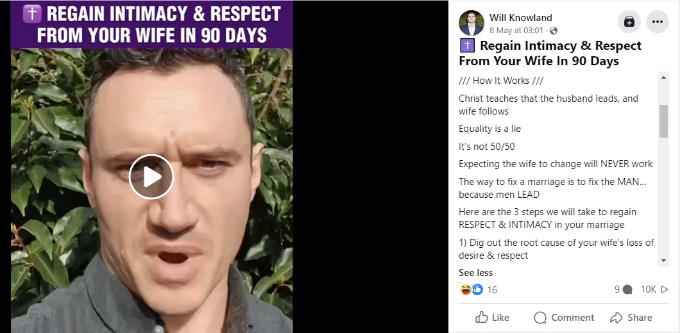 ✝️ REGAIN INTIMACY & RESPECT
FROM YOUR WIFE IN 90 DAYS
Will Knowland
8 May at 03:01 ·
✝️ Regain Intimacy & Respect
From Your Wife In 90 Days
/// How It Works ///
Christ teaches that the husband leads, and
wife follows
Equality is a lie
It's not 50/50
Expecting the wife to change will NEVER work
The way to fix a marriage is to fix the MAN...
because men LEAD
Here are the 3 steps we will take to regain
RESPECT & INTIMACY in your marriage
1) Dig out the root cause of your wife's loss of
desire & respect
See less
16
9
10K
Like
Comment
Share